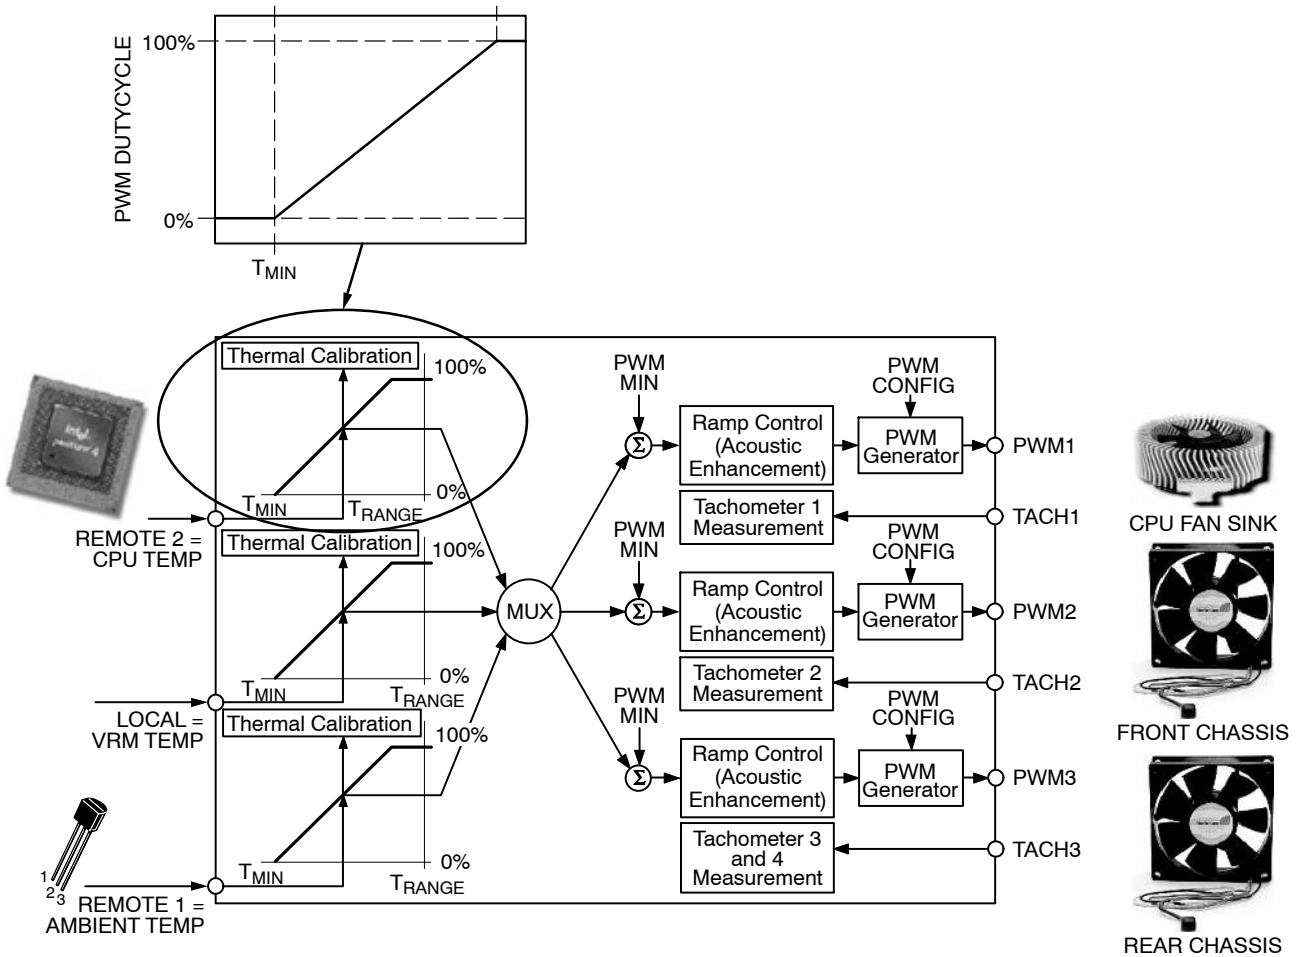 100%
PWM DUTYCYCLE
0%
TMIN
Thermal Calibration
100%
0%
TMIN
TRANGE
REMOTE 2 =
CPU TEMP
Thermal Calibration
100%
0%
TMIN
TRANGE
LOCAL =
VRM TEMP
Thermal Calibration
100%
0%
TMIN
TRANGE
1
2
3
REMOTE 1 =
AMBIENT TEMP
MUX
PWM
MIN
Σ
Ramp Control
(Acoustic
Enhancement)
PWM
CONFIG
PWM
Generator
PWM1
Tachometer 1
Measurement
TACH1
CPU FAN SINK
PWM
MIN
Σ
Ramp Control
(Acoustic
Enhancement)
PWM
CONFIG
PWM
Generator
PWM2
Tachometer 2
Measurement
TACH2
FRONT CHASSIS
PWM
MIN
Σ
Ramp Control
(Acoustic
Enhancement)
PWM
CONFIG
PWM
Generator
PWM3
Tachometer 3
and 4
Measurement
TACH3
REAR CHASSIS
intel
pentium 4